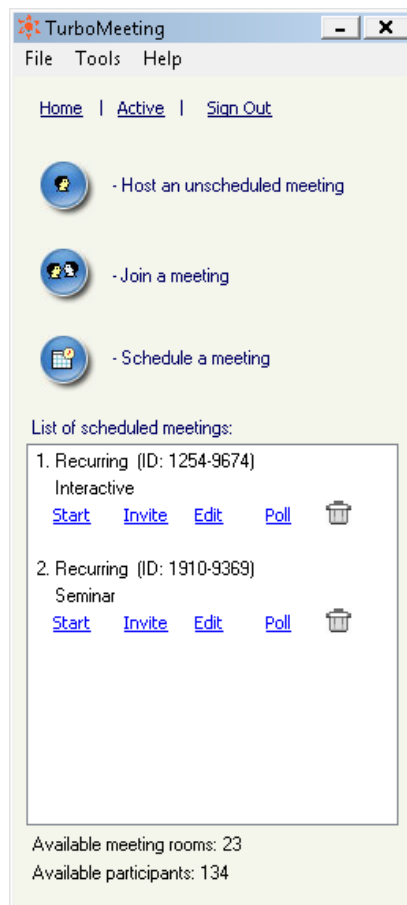 TurboMeeting
File Tools Help
Home | Active | Sign Out
- Host an unscheduled meeting
- Join a meeting
- Schedule a meeting
List of scheduled meetings:
1. Recurring (ID: 1254-9674)
Interactive
Start Invite Edit Poll
2. Recurring (ID: 1910-9369)
Seminar
Start Invite Edit Poll
Available meeting rooms: 23
Available participants: 134